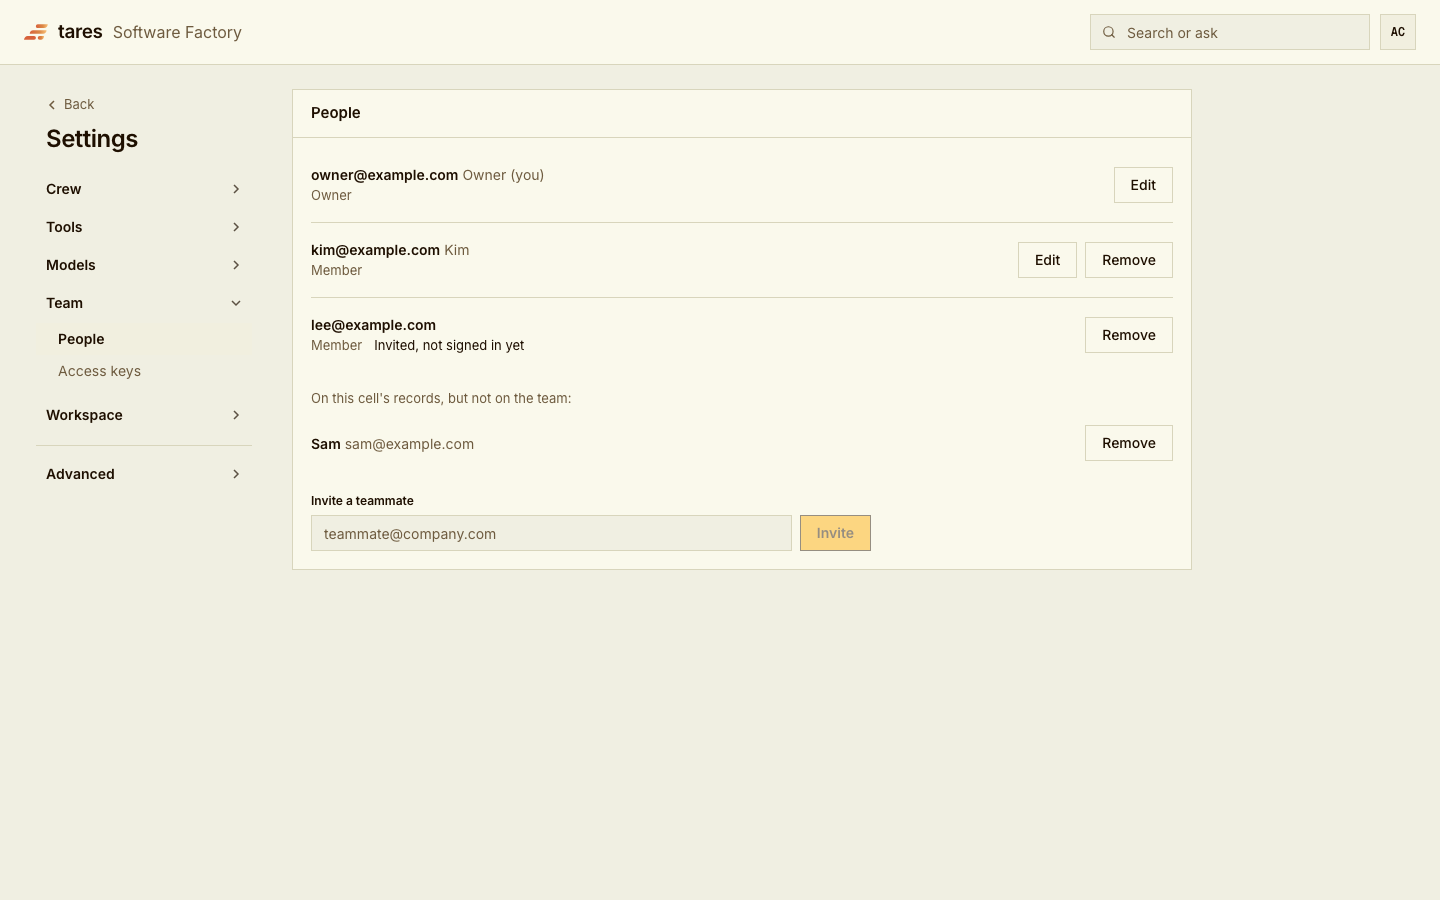 tares Software Factory
Search or ask
AC
Back
Settings
Crew
Tools
Models
Team
People
Access keys
Workspace
Advanced
People
owner@example.com Owner (you)
Owner
Edit
kim@example.com Kim
Member
Edit
Remove
lee@example.com
Member Invited, not signed in yet
Remove
On this cell's records, but not on the team:
Sam sam@example.com
Remove
Invite a teammate
teammate@company.com
Invite